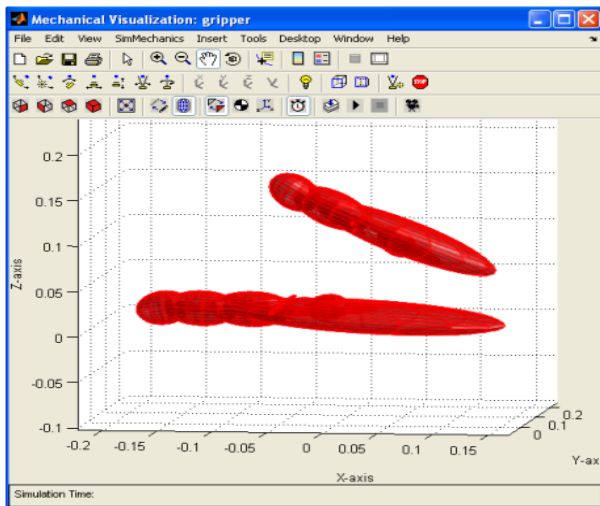 Mechanical Visualization: gripper
File Edit View SimMechanics Insert Tools Desktop Window Help
STOP
0.2
0.15
0.1
0.05
0
-0.05
-0.1
Z-axis
-0.2 -0.15 -0.1 -0.05 0 0.05 0.1 0.15
0 0.1 0.2
X-axis
Y-ax
Simulation Time: